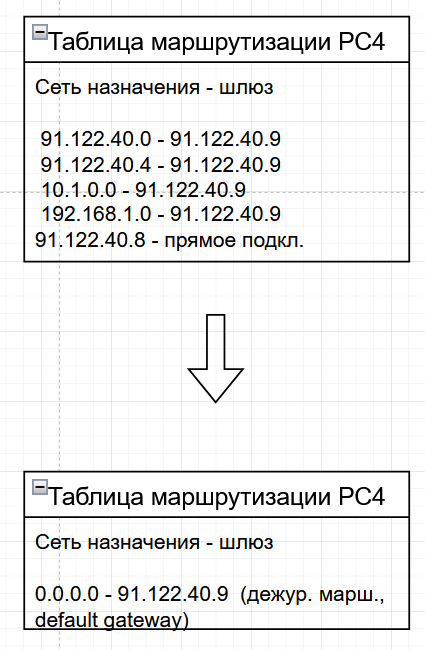 Таблица маршрутизации PC4
Сеть назначения - шлюз
91.122.40.0 - 91.122.40.9
91.122.40.4 - 91.122.40.9
10.1.0.0 - 91.122.40.9
192.168.1.0 - 91.122.40.9
91.122.40.8 - прямое подкл.
Таблица маршрутизации PC4
Сеть назначения - шлюз
0.0.0.0 - 91.122.40.9 (дежур. марш.,
default gateway)